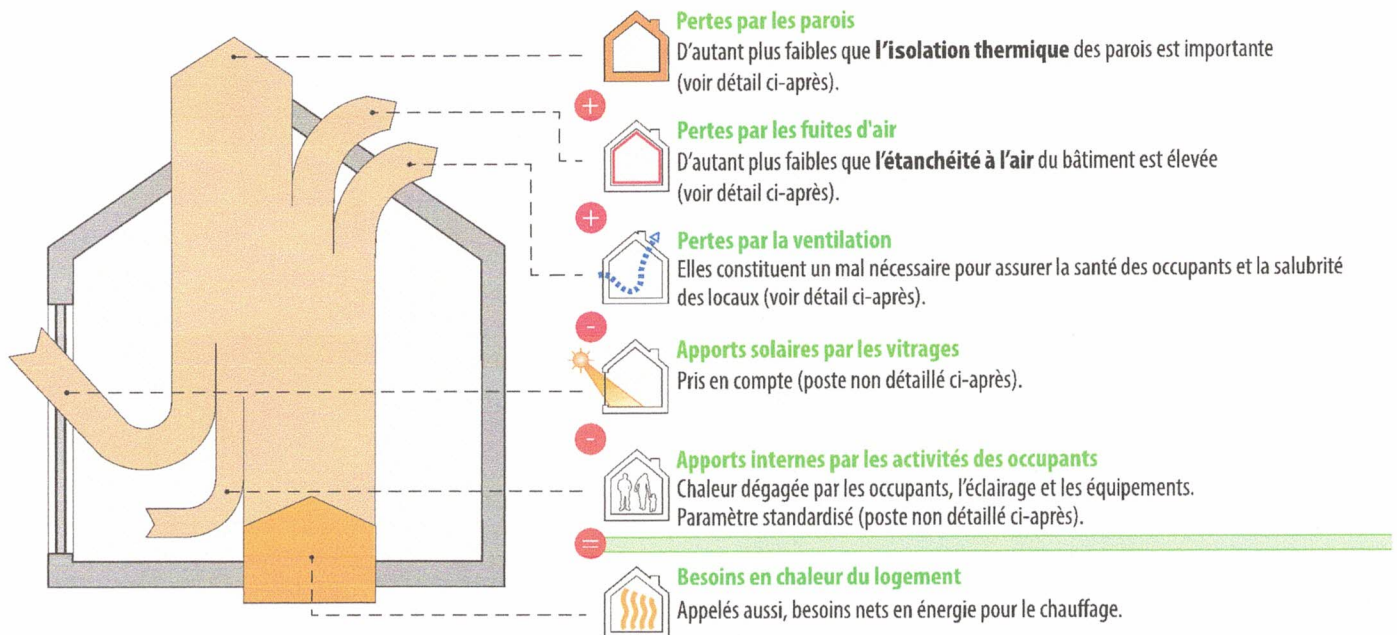 Pertes par les parois
D'autant plus faibles que l'isolation thermique des parois est importante
(voir détail ci-après).
+
Pertes par les fuites d'air
D'autant plus faibles que l'étanchéité à l'air du bâtiment est élevée
(voir détail ci-après).
+
Pertes par la ventilation
Elles constituent un mal nécessaire pour assurer la santé des occupants et la salubrité
des locaux (voir détail ci-après).
-
Apports solaires par les vitrages
Pris en compte (poste non détaillé ci-après).
-
Apports internes par les activités des occupants
Chaleur dégagée par les occupants, l'éclairage et les équipements.
Paramètre standardisé (poste non détaillé ci-après).
=
Besoins en chaleur du logement
Appelés aussi, besoins nets en énergie pour le chauffage.